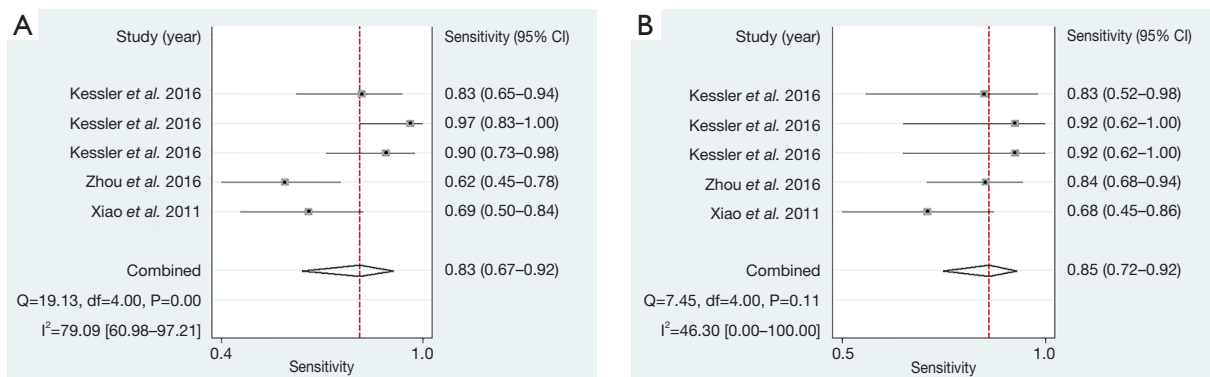 A
Study (year) Sensitivity (95% CI)
Kessler et al. 2016 0.83 (0.65–0.94)
Kessler et al. 2016 0.97 (0.83–1.00)
Kessler et al. 2016 0.90 (0.73–0.98)
Zhou et al. 2016 0.62 (0.45–0.78)
Xiao et al. 2011 0.69 (0.50–0.84)
Combined 0.83 (0.67–0.92)
Q=19.13, df=4.00, P=0.00
I²=79.09 [60.98–97.21]
0.4 1.0
Sensitivity
B
Study (year) Sensitivity (95% CI)
Kessler et al. 2016 0.83 (0.52–0.98)
Kessler et al. 2016 0.92 (0.62–1.00)
Kessler et al. 2016 0.92 (0.62–1.00)
Zhou et al. 2016 0.84 (0.68–0.94)
Xiao et al. 2011 0.68 (0.45–0.86)
Combined 0.85 (0.72–0.92)
Q=7.45, df=4.00, P=0.11
I²=46.30 [0.00–100.00]
0.5 1.0
Sensitivity